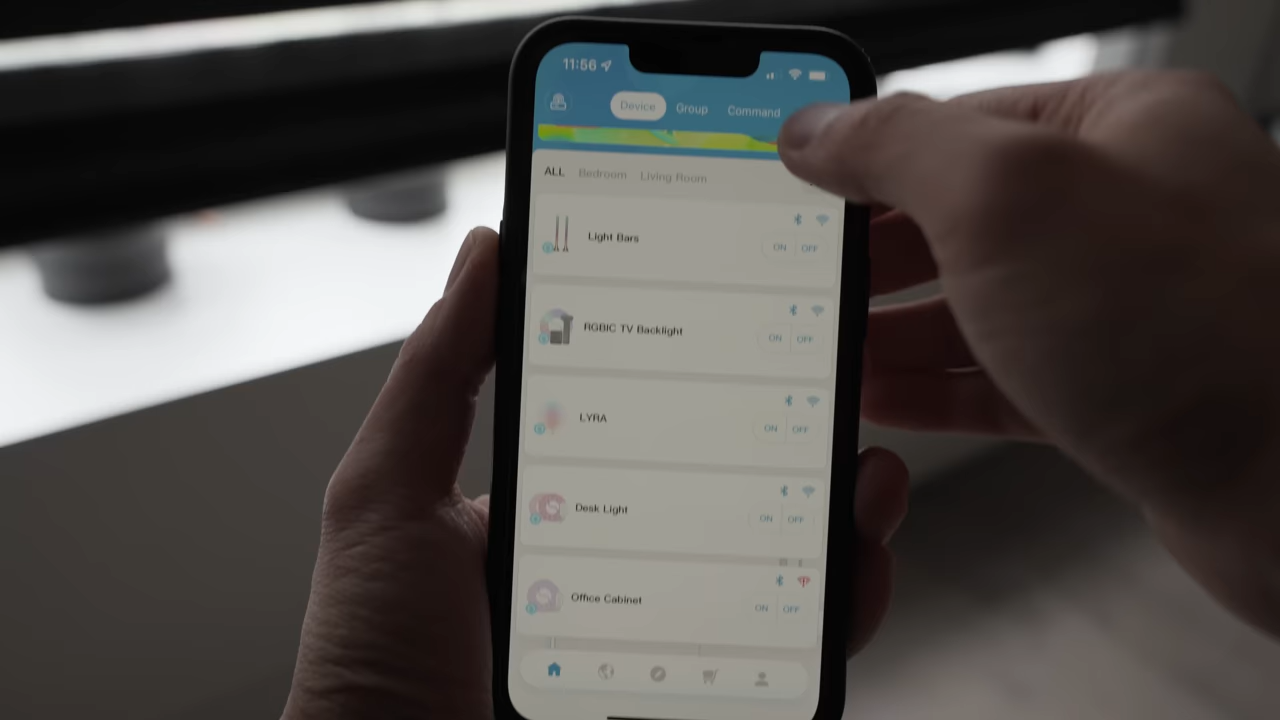 11:56
Device Group Command
ALL Bedroom Living Room
Light Bars
ON OFF
RGBIC TV Backlight
ON OFF
LYRA
ON OFF
Desk Light
ON OFF
Office Cabinet
ON OFF